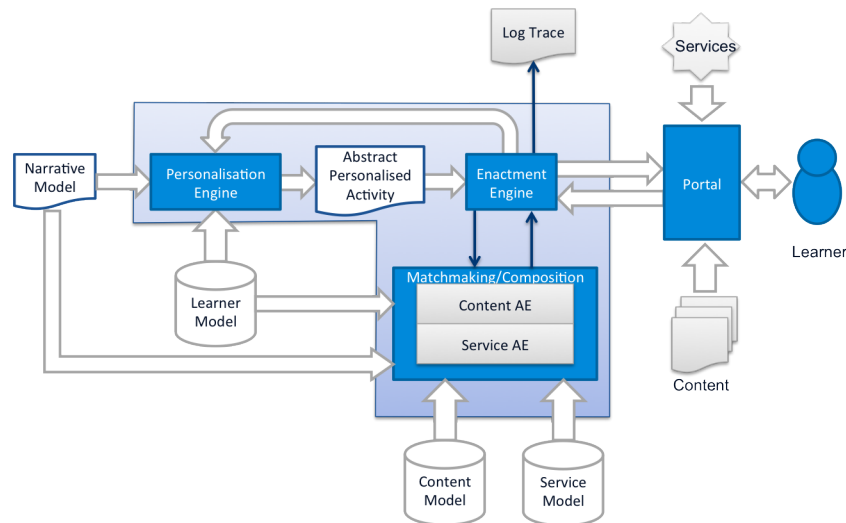 Log Trace
Services
Narrative
Model
Personalisation
Engine
Abstract
Personalised
Activity
Enactment
Engine
Portal
Learner
Matchmaking/Composition
Content AE
Service AE
Learner
Model
Content
Content
Model
Service
Model